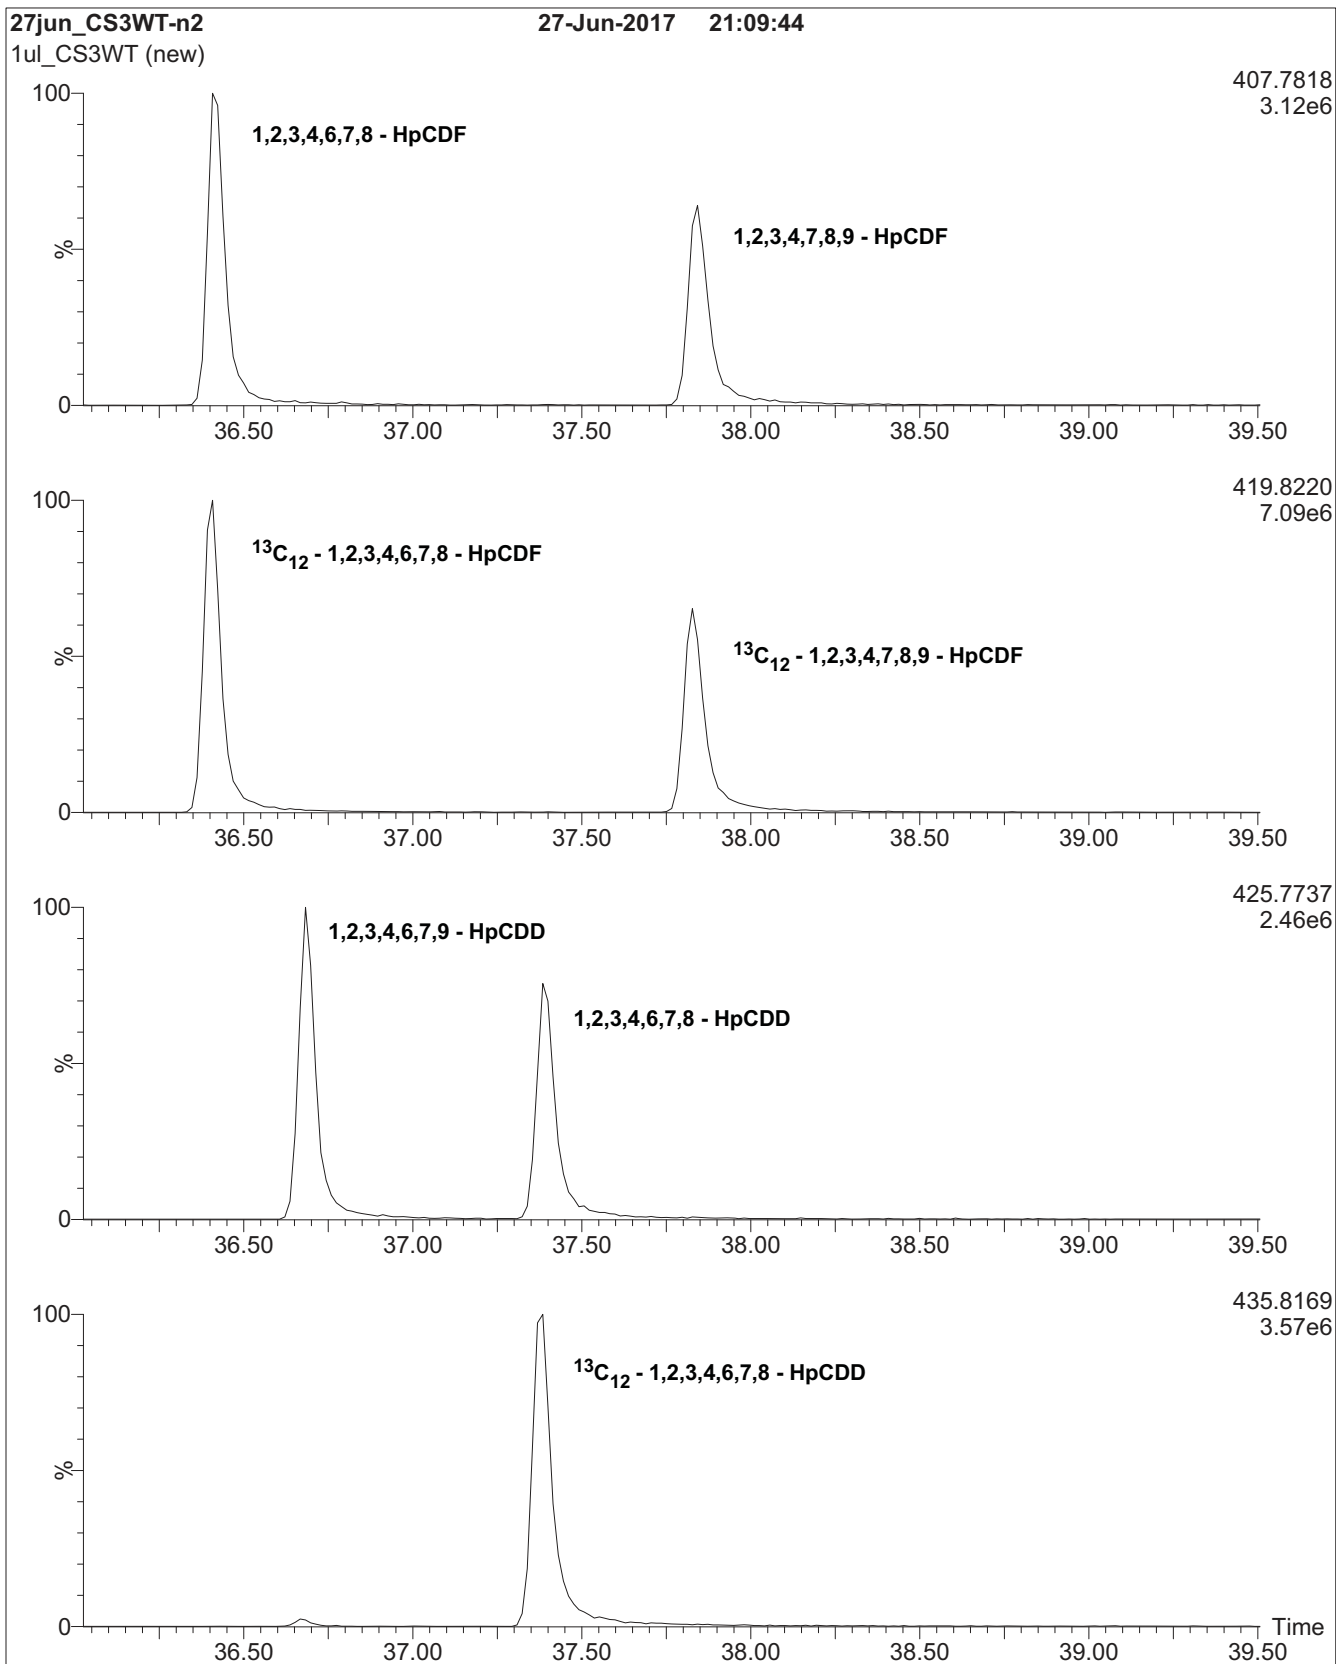 27jun_CS3WT-n2 27-Jun-2017 21:09:44
1ul_CS3WT (new)
407.7818
3.12e6
100
1,2,3,4,6,7,8 - HpCDF
1,2,3,4,7,8,9 - HpCDF
%
0
36.50 37.00 37.50 38.00 38.50 39.00 39.50
419.8220
7.09e6
100
13C12 - 1,2,3,4,6,7,8 - HpCDF
13C12 - 1,2,3,4,7,8,9 - HpCDF
%
0
36.50 37.00 37.50 38.00 38.50 39.00 39.50
425.7737
2.46e6
100
1,2,3,4,6,7,9 - HpCDD
1,2,3,4,6,7,8 - HpCDD
%
0
36.50 37.00 37.50 38.00 38.50 39.00 39.50
435.8169
3.57e6
100
13C12 - 1,2,3,4,6,7,8 - HpCDD
%
0 Time
36.50 37.00 37.50 38.00 38.50 39.00 39.50